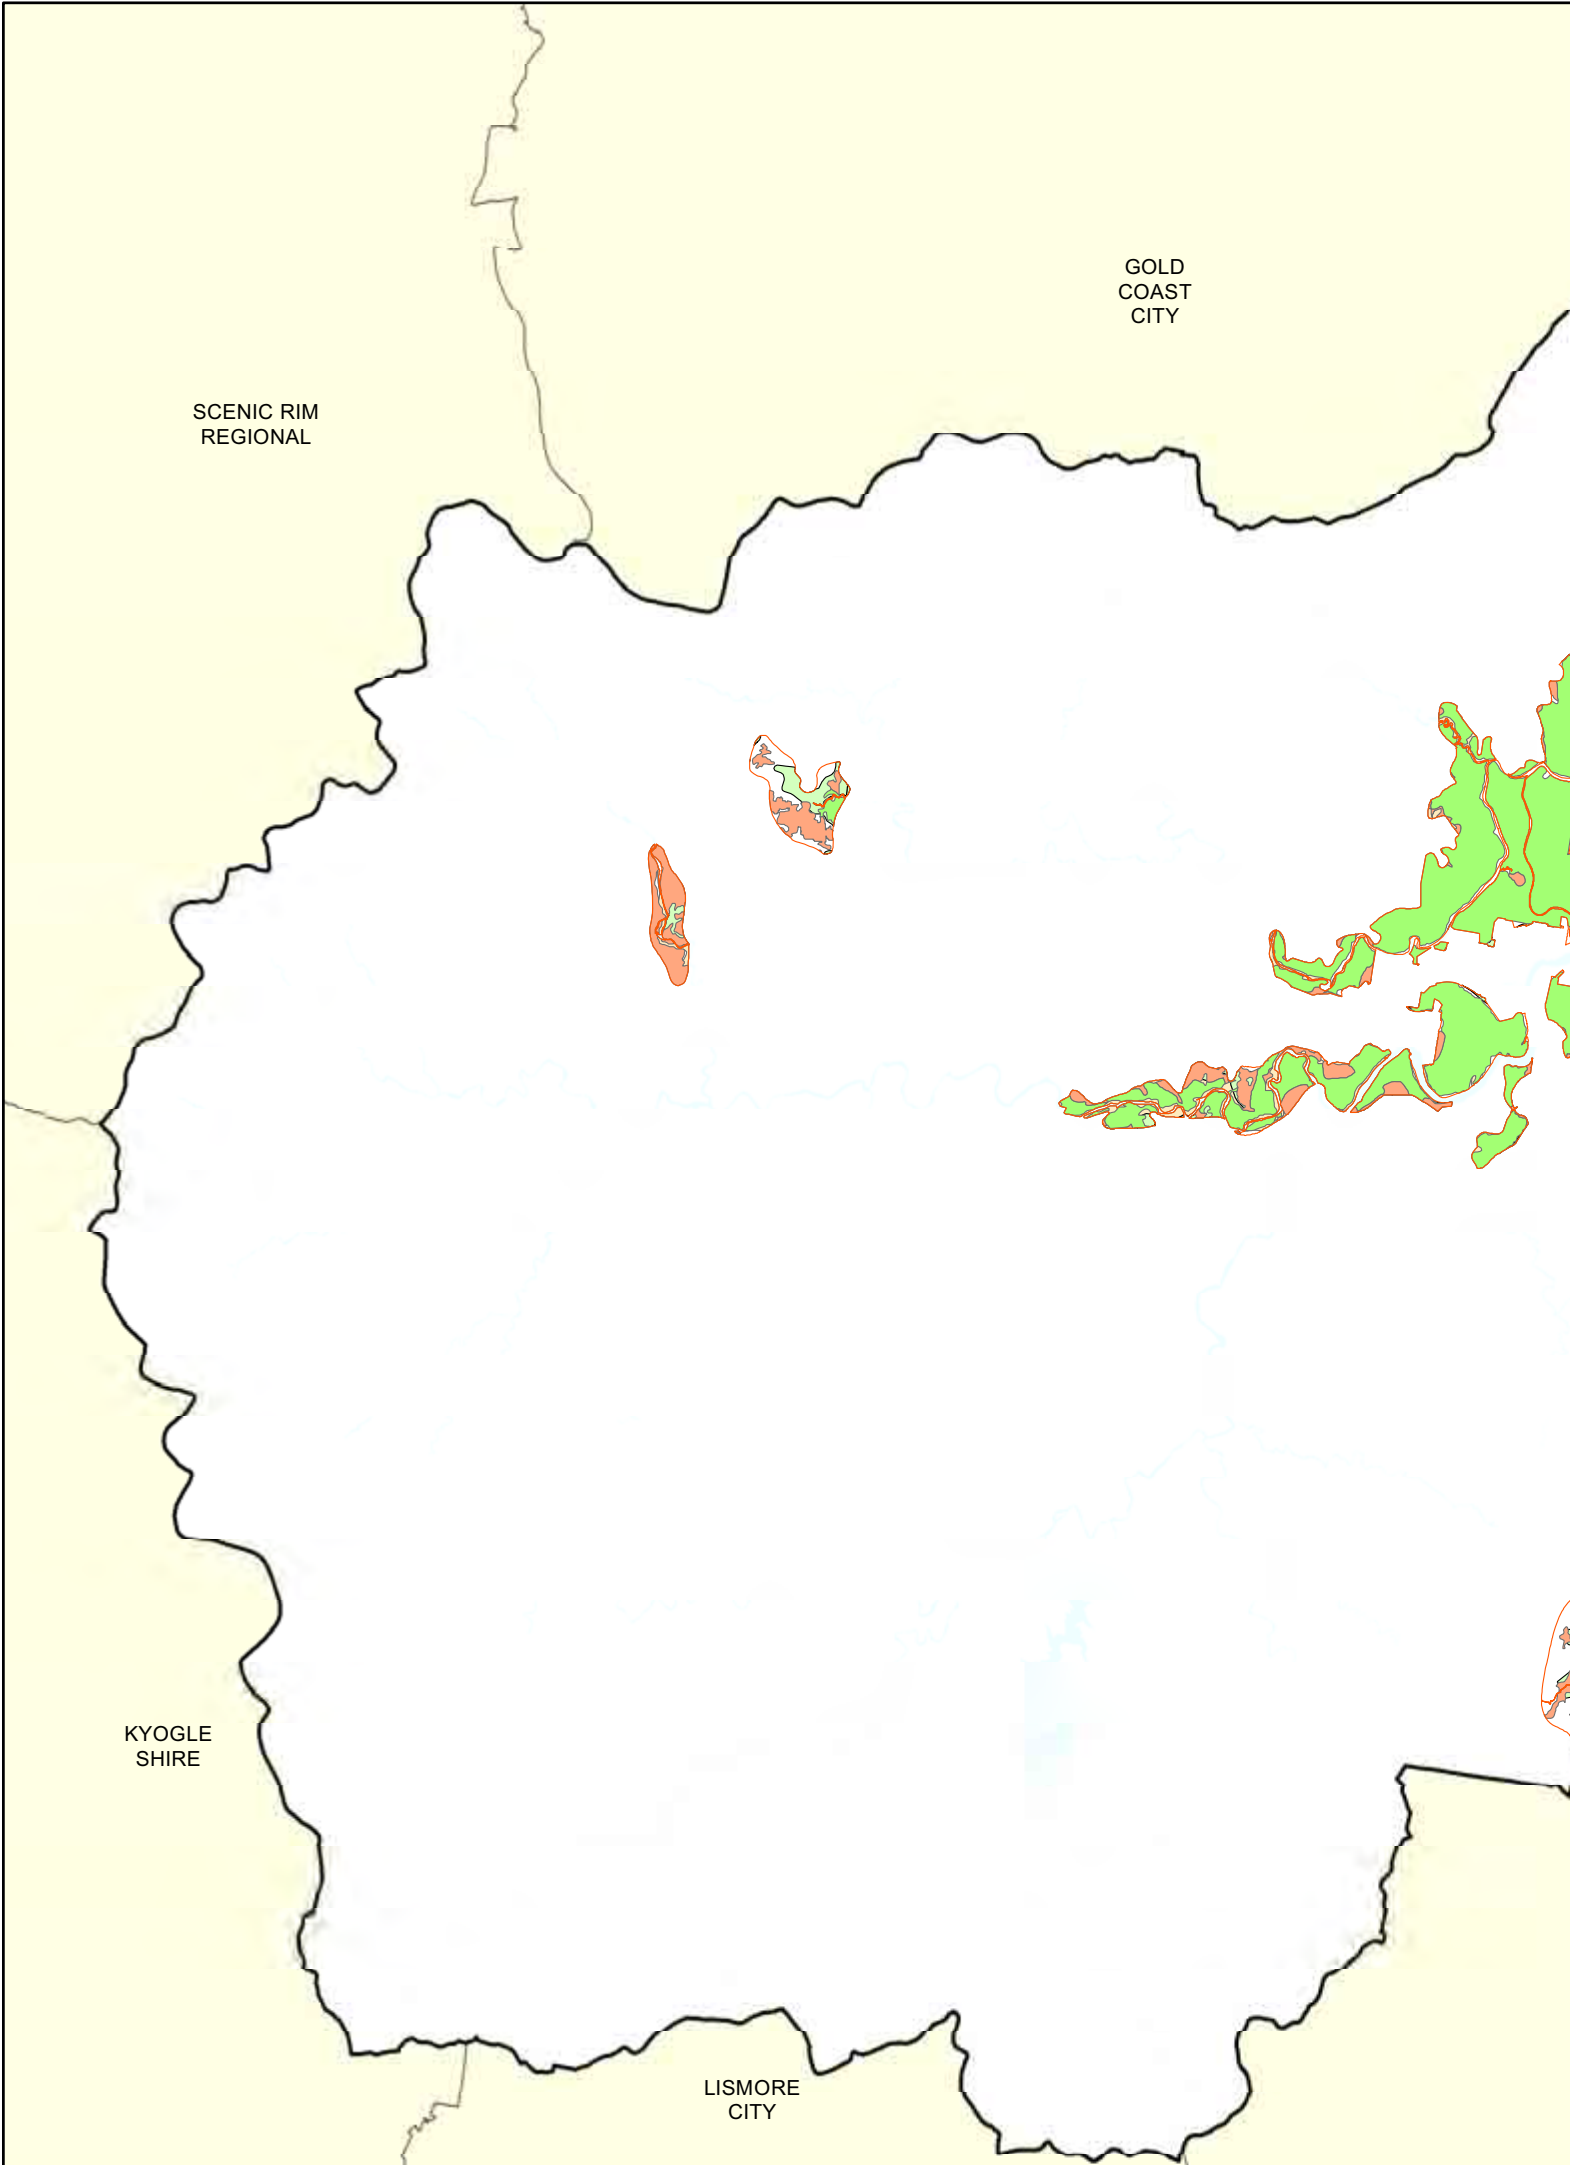 GOLD
COAST
CITY
SCENIC RIM
REGIONAL
KYOGLE
SHIRE
LISMORE
CITY